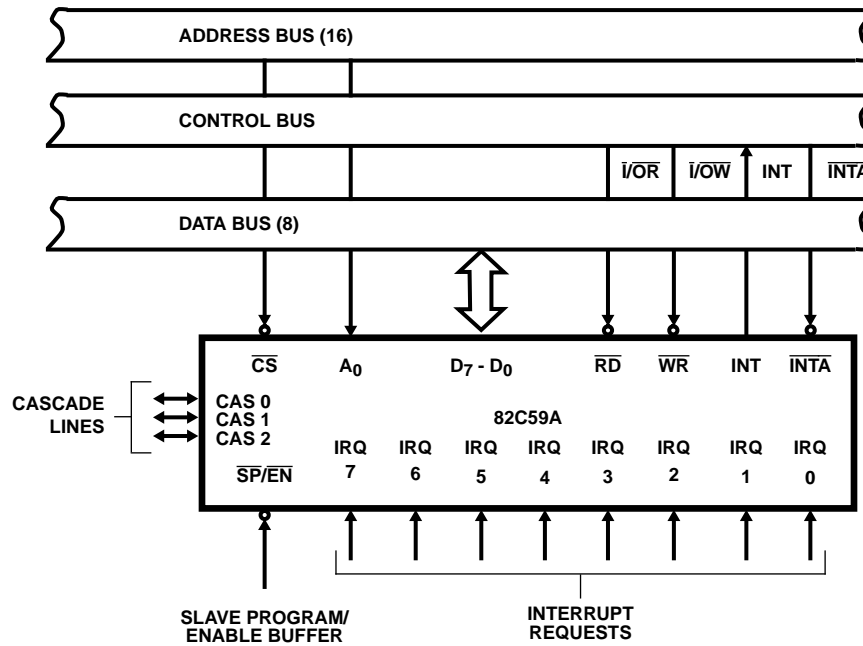 ADDRESS BUS (16)
CONTROL BUS
I/OR I/OW INT INTA
DATA BUS (8)
CS A0 D7 - D0 RD WR INT INTA
CASCADE
LINES
CAS 0
CAS 1
CAS 2
82C59A
IRQ IRQ IRQ IRQ IRQ IRQ IRQ IRQ
SP/EN 7 6 5 4 3 2 1 0
SLAVE PROGRAM/
ENABLE BUFFER
INTERRUPT
REQUESTS